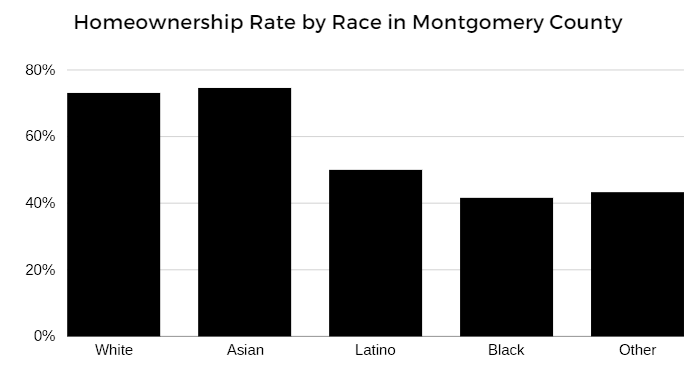 Homeownership Rate by Race in Montgomery County
80%
60%
40%
20%
0%
White Asian Latino Black Other